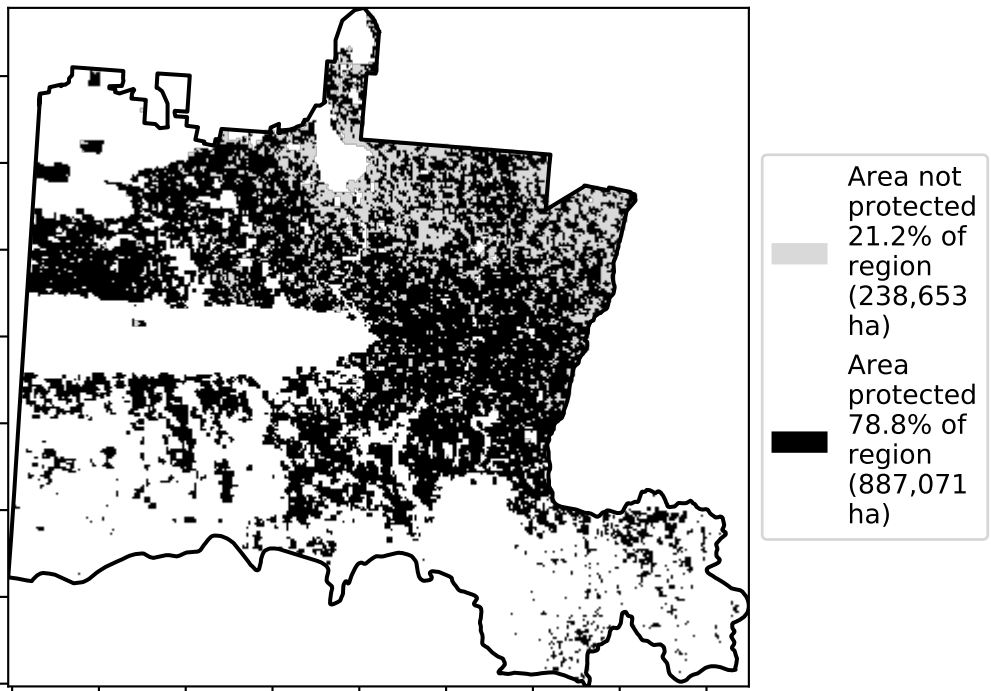 Area not
protected
21.2% of
region
(238,653
ha)
Area
protected
78.8% of
region
(887,071
ha)